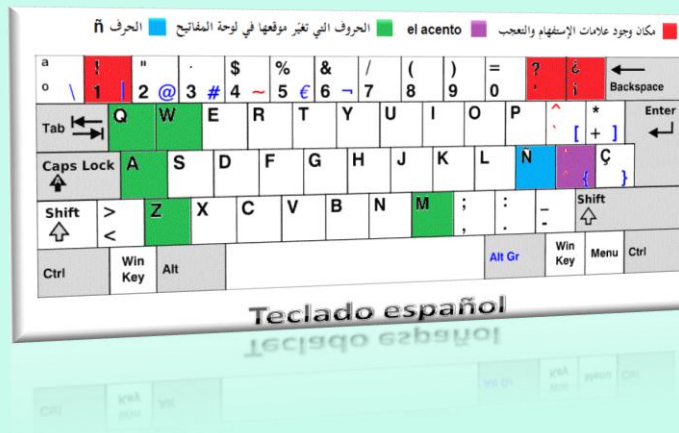 مكان وجود علامات الإستفهام والتعجب el acento الحروف التي تغيّر موقعها في لوحة المفاتيح الحرف ñ
a ! " · $ % & / ( ) = ? ¿ Backspace
o \ 1 | 2 @ 3 # 4 ~ 5 € 6 ¬ 7 8 9 0 ' ¡
Tab Q W E R T Y U I O P ^ ` [ * + ] Enter
Caps Lock A S D F G H J K L Ñ ¨ ´ { Ç }
Shift > < Z X C V B N M ; , : . _ - Shift
Ctrl Win Key Alt Alt Gr Win Key Menu Ctrl
Teclado español